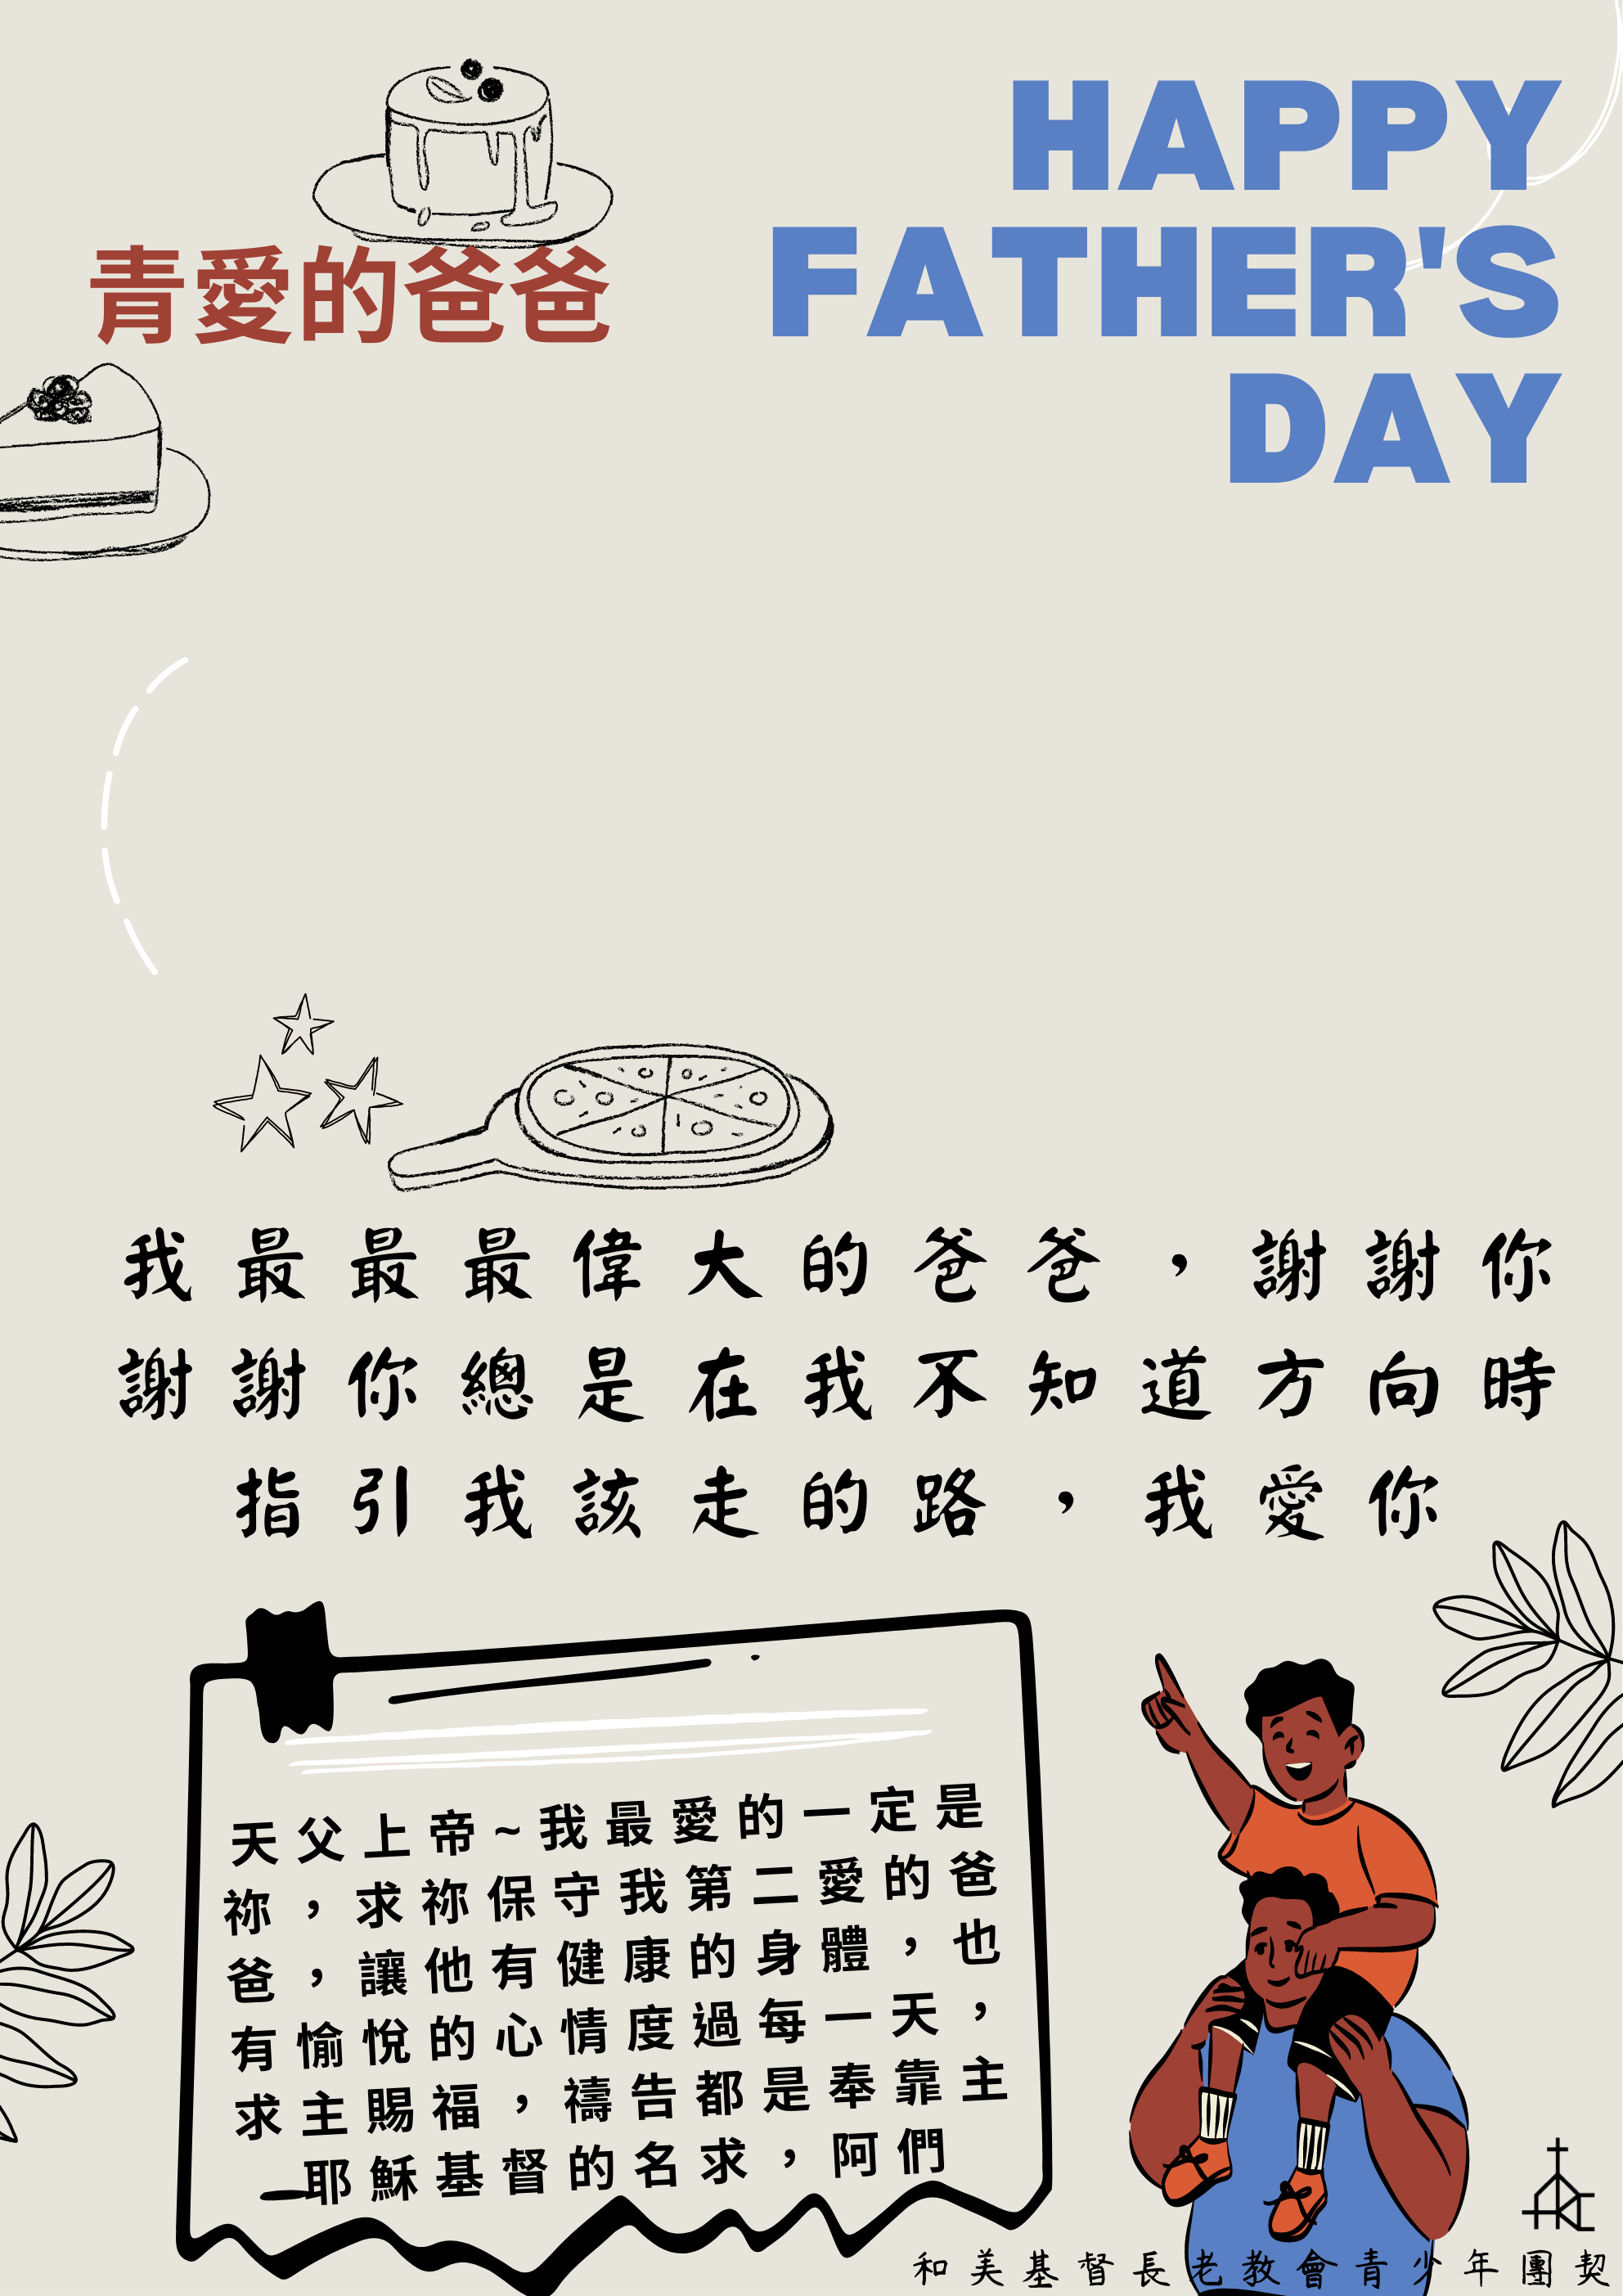 HAPPY
FATHER'S
DAY
青愛的爸爸
我最最最偉大的爸爸，謝謝你
謝謝你總是在我不知道方向時
指引我該走的路，我愛你
天父上帝~我最愛的一定是
祢，求祢保守我第二愛的爸
爸，讓他有健康的身體，也
有愉悅的心情度過每一天，
求主賜福，禱告都是奉靠主
耶穌基督的名求，阿們
和美基督長老教會青少年團契